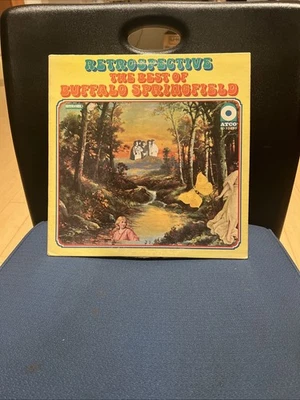 RETROSPECTIVE
THE BEST OF
BUFFALO SPRINGFIELD
ATCO